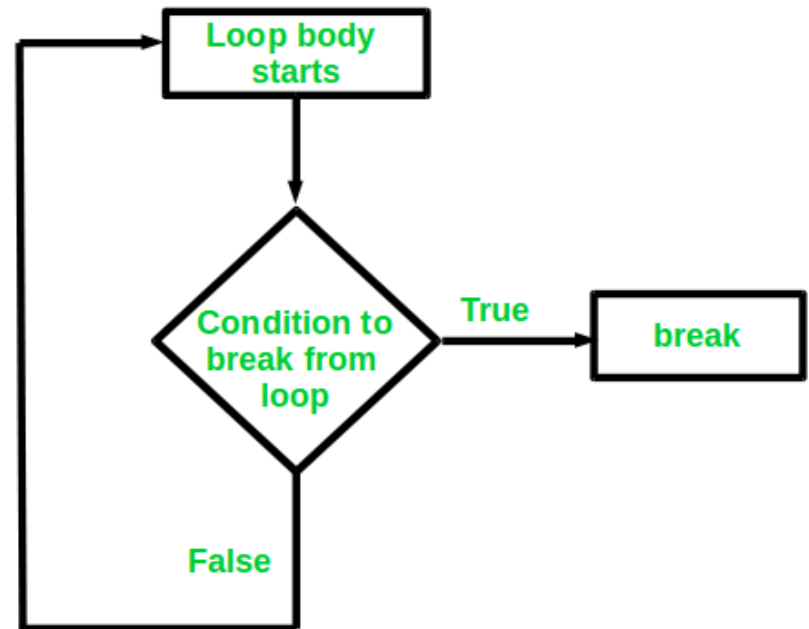 Loop body
starts
Condition to
break from
loop
True
break
False